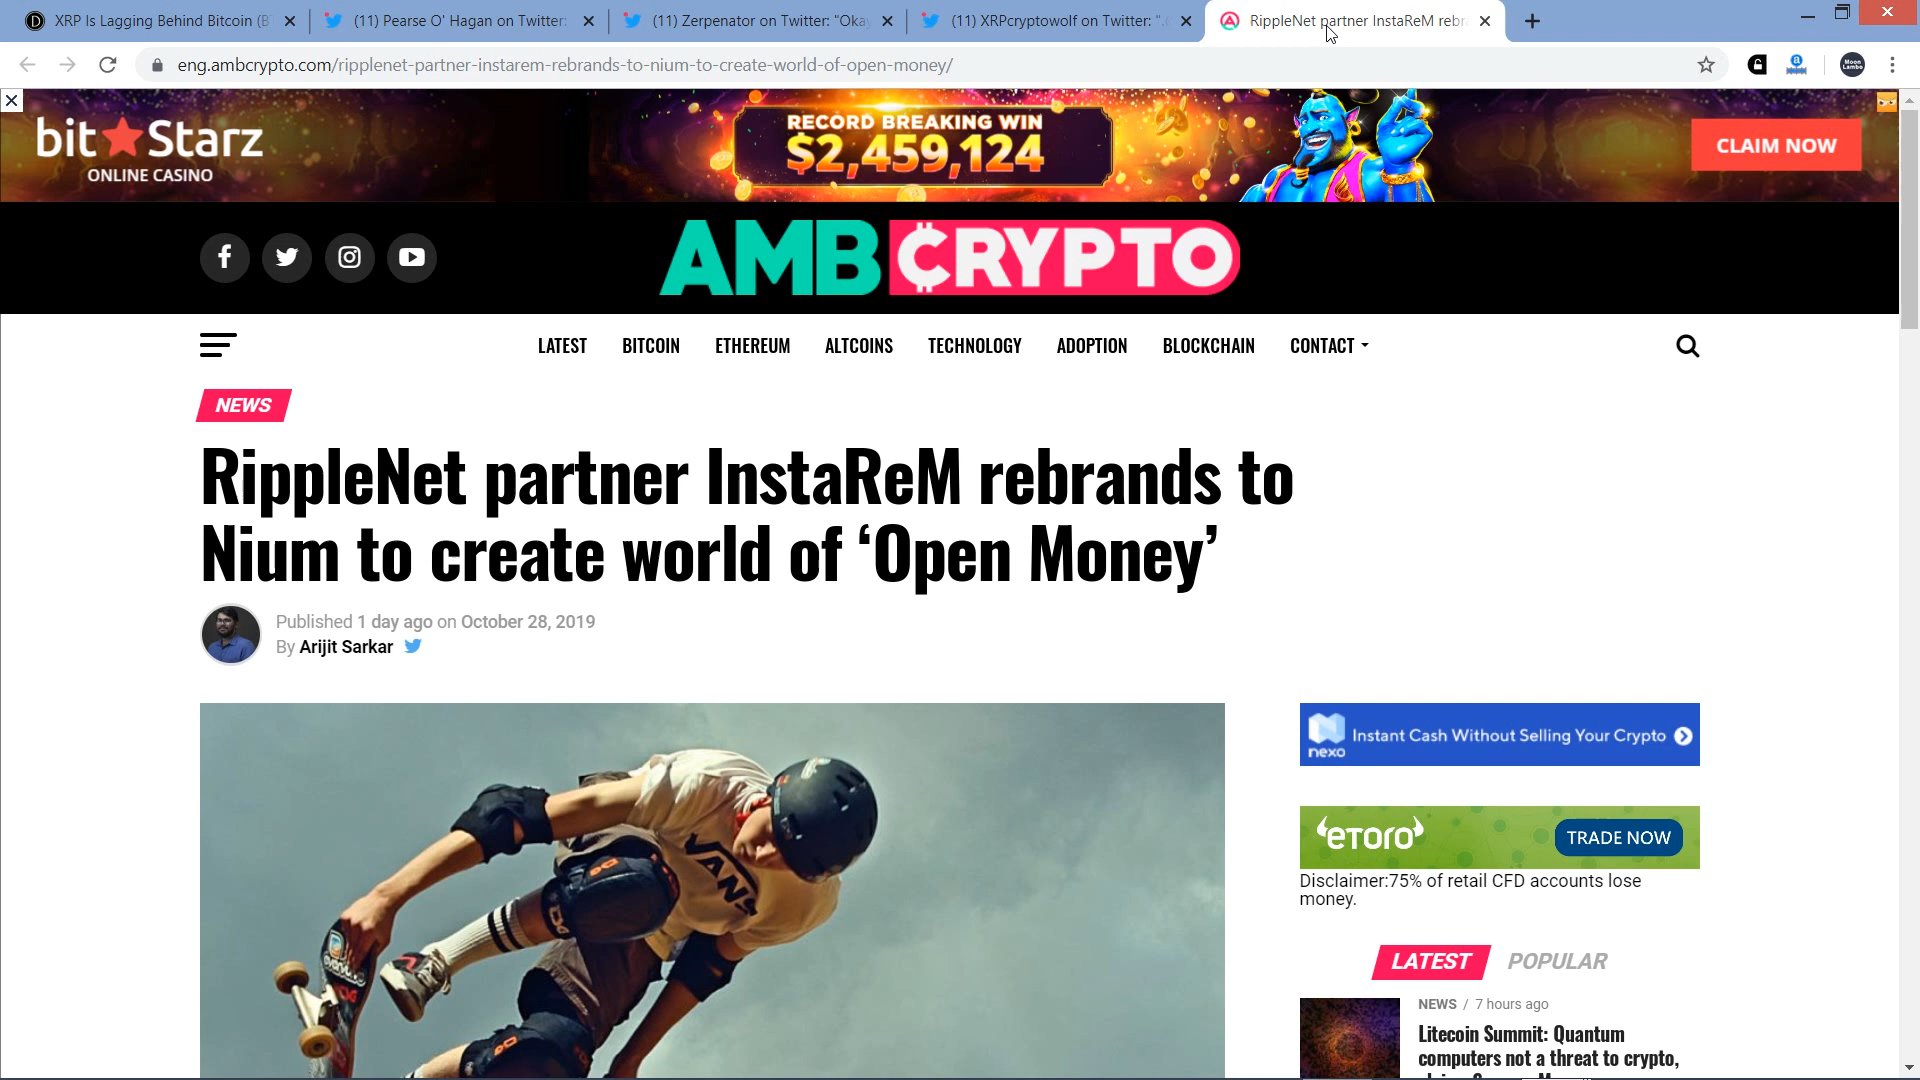 XRP Is Lagging Behind Bitcoin (B
(11) Pearse O' Hagan on Twitter:
(11) Zerpenator on Twitter: "Oka
(11) XRPcryptowolf on Twitter: ".
RippleNet partner InstaReM rebr
eng.ambcrypto.com/ripplenet-partner-instarem-rebrands-to-nium-to-create-world-of-open-money/
Moon
Lambo
bit Starz
ONLINE CASINO
RECORD BREAKING WIN
$2,459,124
CLAIM NOW
AMBCRYPTO
LATEST BITCOIN ETHEREUM ALTCOINS TECHNOLOGY ADOPTION BLOCKCHAIN CONTACT
NEWS
RippleNet partner InstaReM rebrands to
Nium to create world of ‘Open Money’
Published 1 day ago on October 28, 2019
By Arijit Sarkar
VANS
nexo
Instant Cash Without Selling Your Crypto
eToro
TRADE NOW
Disclaimer:75% of retail CFD accounts lose
money.
LATEST POPULAR
NEWS / 7 hours ago
Litecoin Summit: Quantum
computers not a threat to crypto,